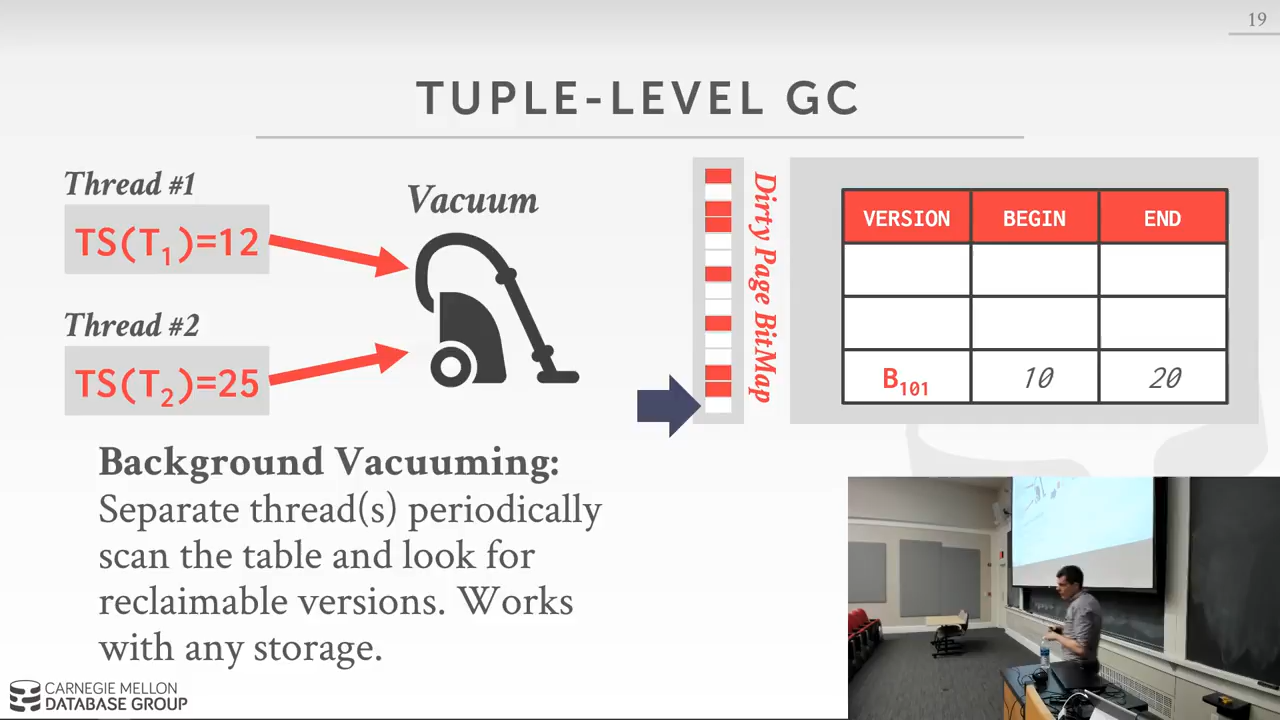 19
TUPLE-LEVEL GC
Thread #1
TS(T1)=12
Thread #2
TS(T2)=25
Vacuum
Dirty Page BitMap
VERSION BEGIN END
B101 10 20
Background Vacuuming:
Separate thread(s) periodically
scan the table and look for
reclaimable versions. Works
with any storage.
CARNEGIE MELLON
DATABASE GROUP